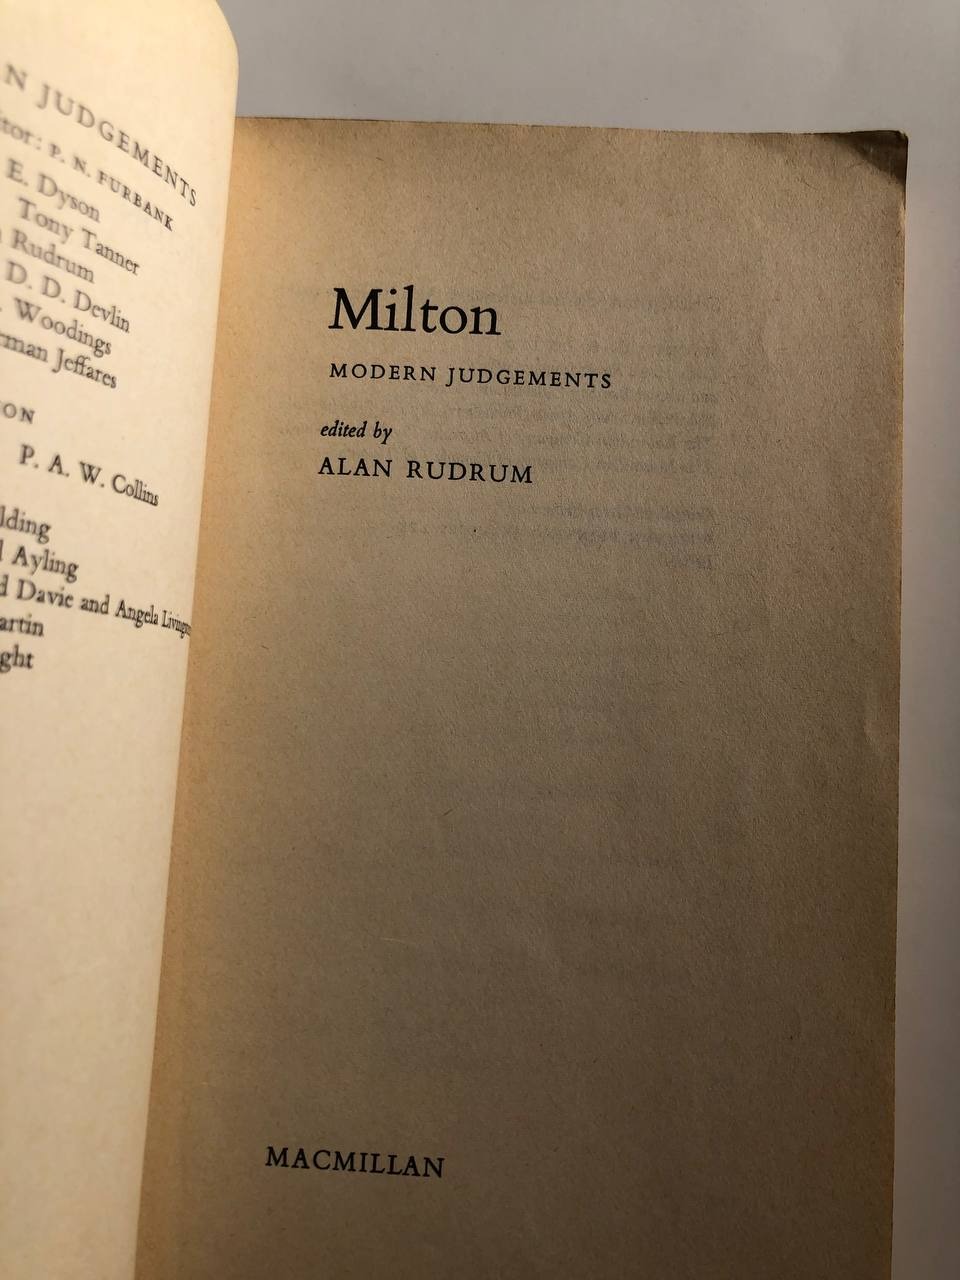 N JUDGEMENTS
tor: P. N. FURBANK
E. Dyson
Tony Tanner
Rudrum
D. D. Devlin
. Woodings
man Jeffares
ON
P. A. W. Collins
lding
l Ayling
d Davie and Angela
artin
ght
Milton
MODERN JUDGEMENTS
edited by
ALAN RUDRUM
MACMILLAN